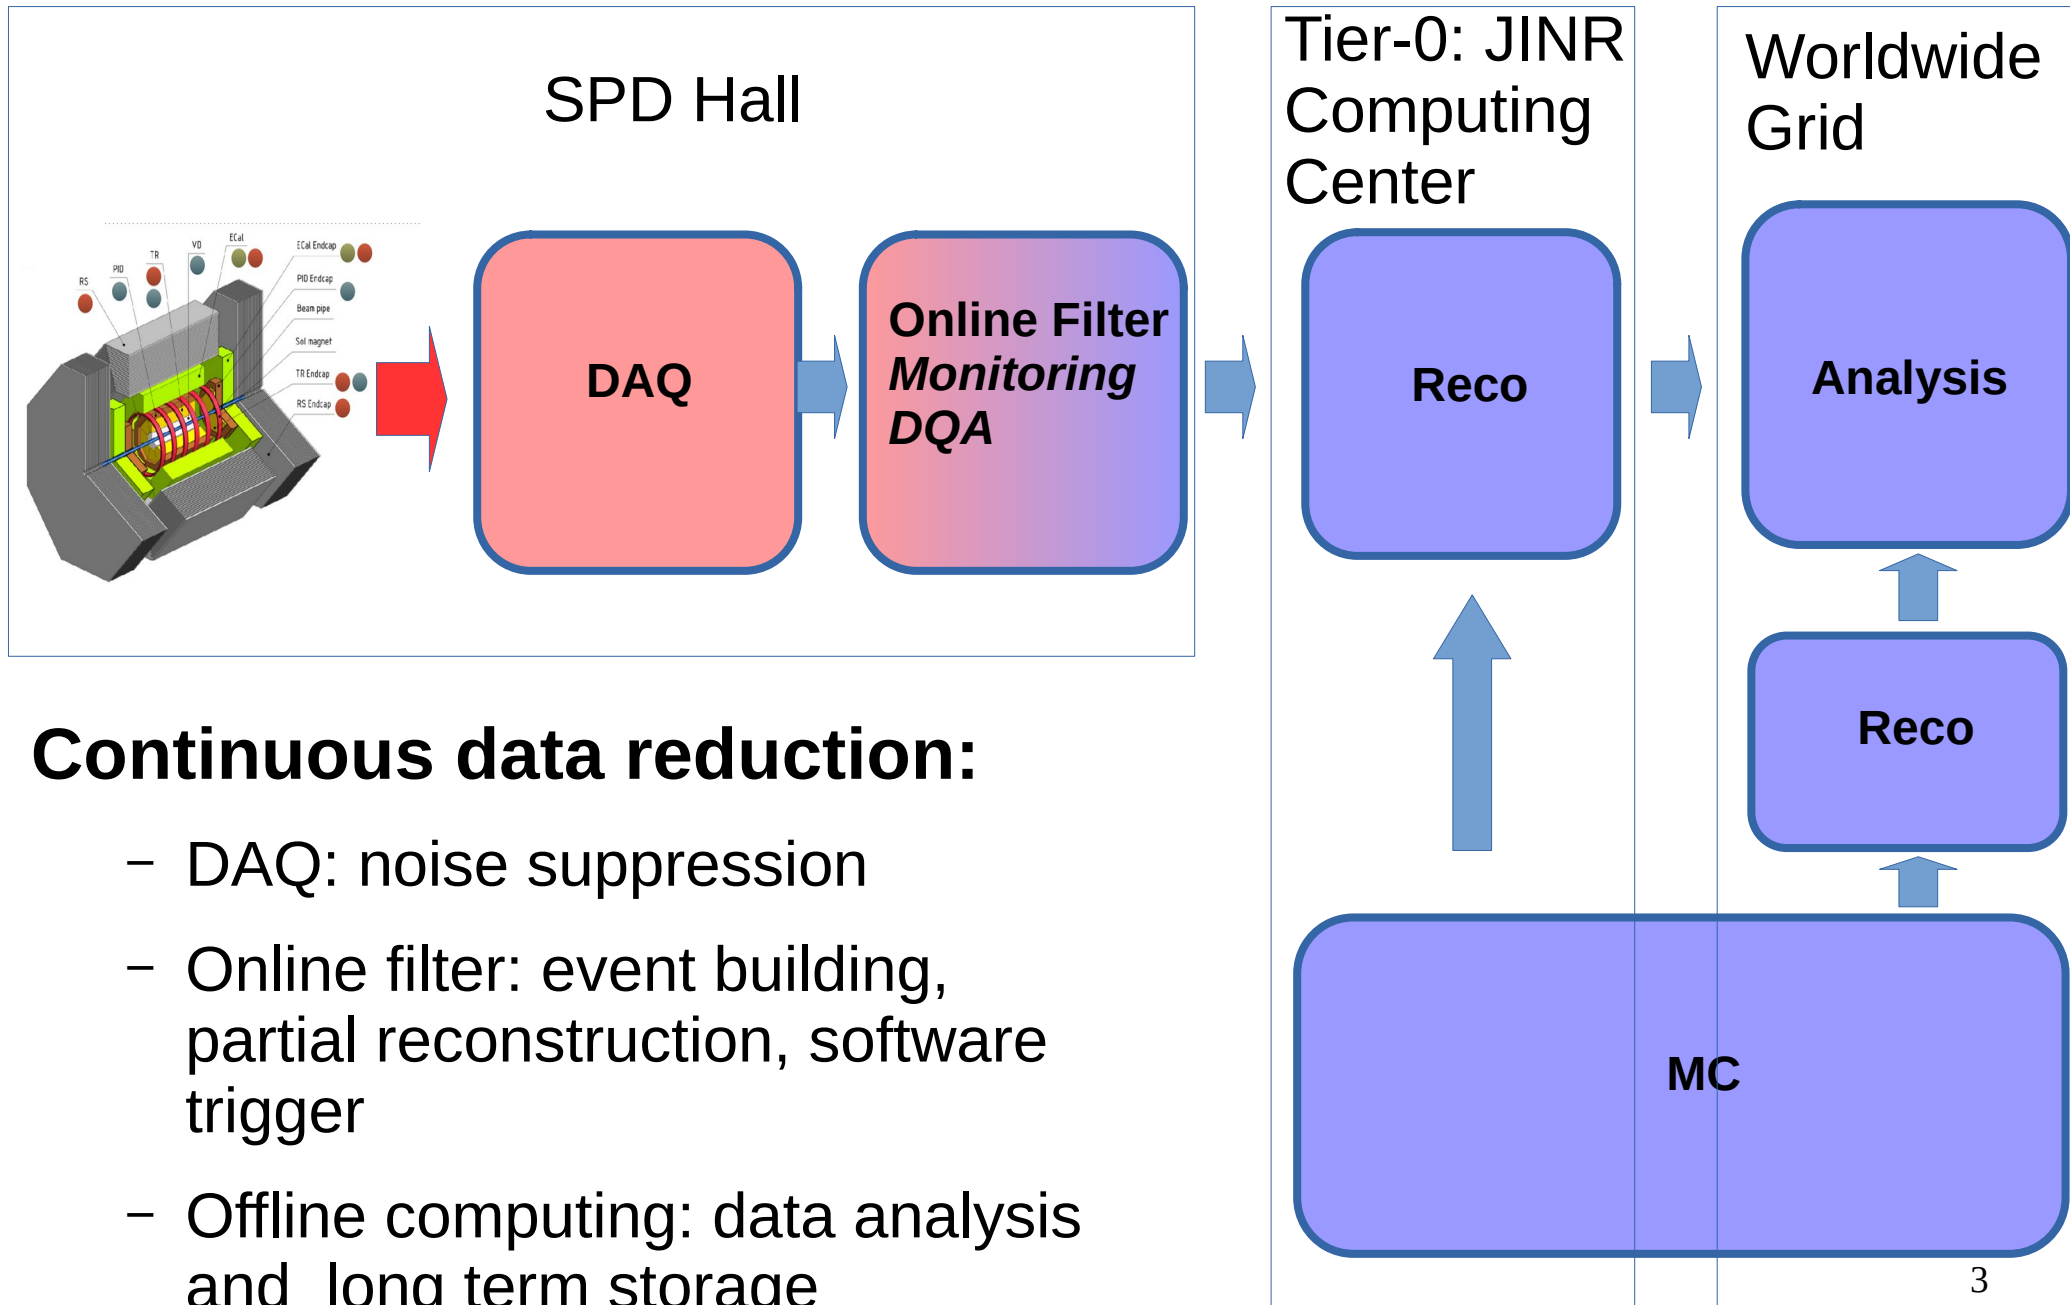 SPD Hall
Tier-0: JINR
Computing
Center
Worldwide
Grid
RS
PID
TR
VD
ECal
ECal Endcap
PID Endcap
Beam pipe
Sol magnet
TR Endcap
RS Endcap
DAQ
Online Filter
Monitoring
DQA
Reco
Analysis
Reco
MC
Continuous data reduction:
– DAQ: noise suppression
– Online filter: event building,
partial reconstruction, software
trigger
– Offline computing: data analysis
and long term storage
3